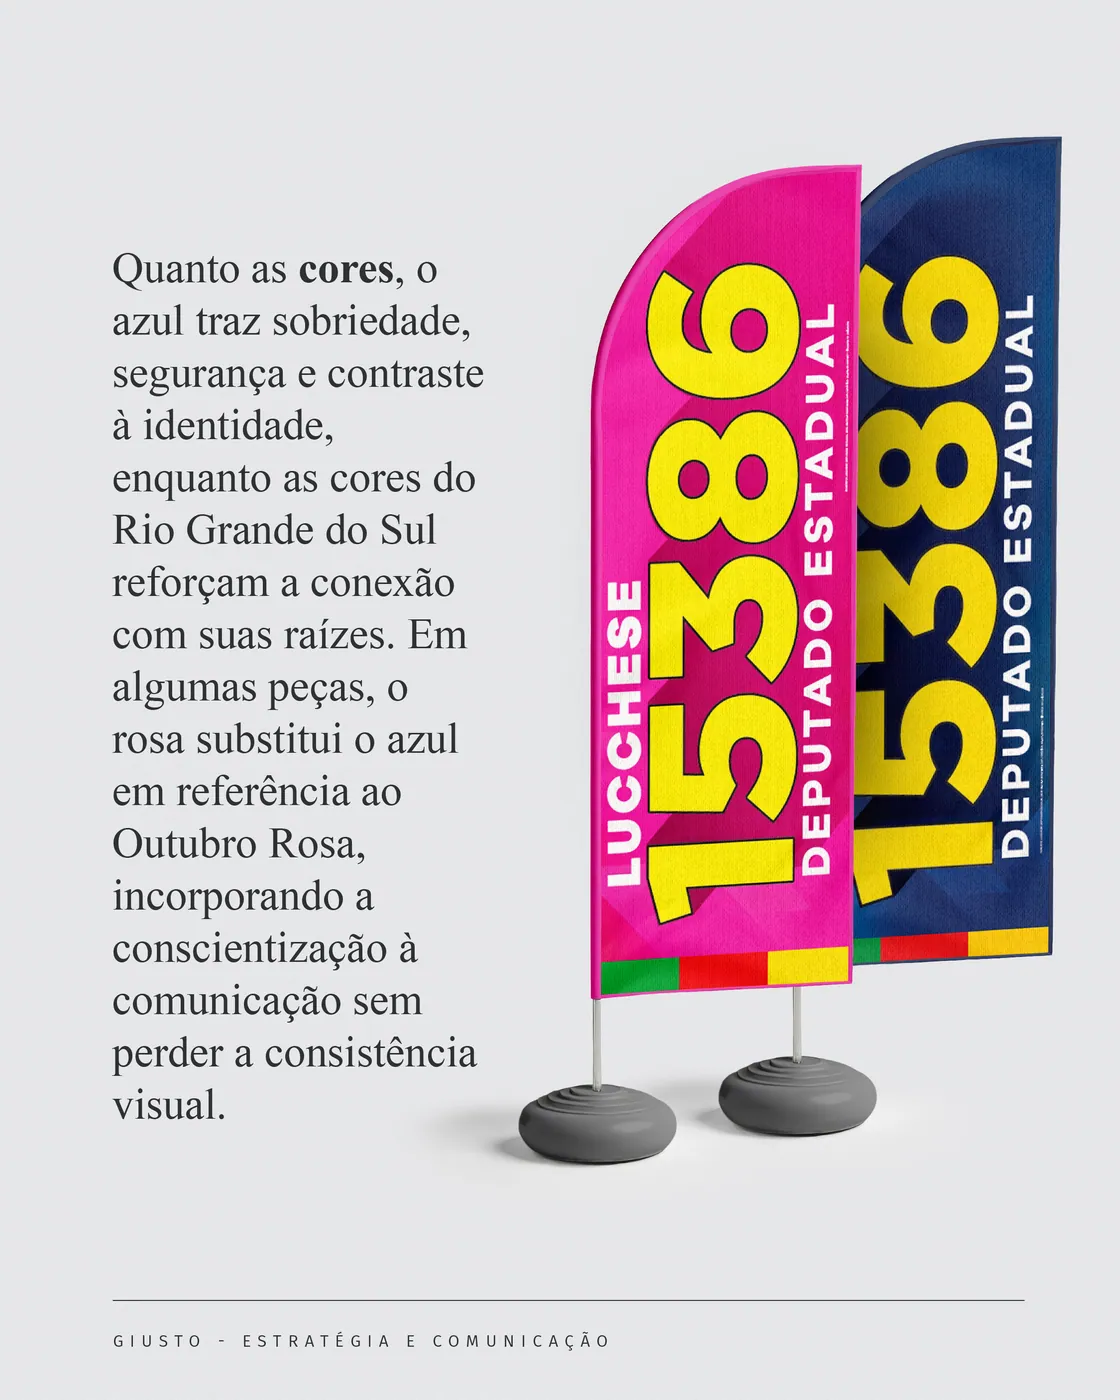 Quanto as cores, o
azul traz sobriedade,
segurança e contraste
à identidade,
enquanto as cores do
Rio Grande do Sul
reforçam a conexão
com suas raízes. Em
algumas peças, o
rosa substitui o azul
em referência ao
Outubro Rosa,
incorporando a
conscientização à
comunicação sem
perder a consistência
visual.
LUCCHESE
15386
DEPUTADO ESTADUAL
15386
DEPUTADO ESTADUAL
GIUSTO - ESTRATÉGIA E COMUNICAÇÃO